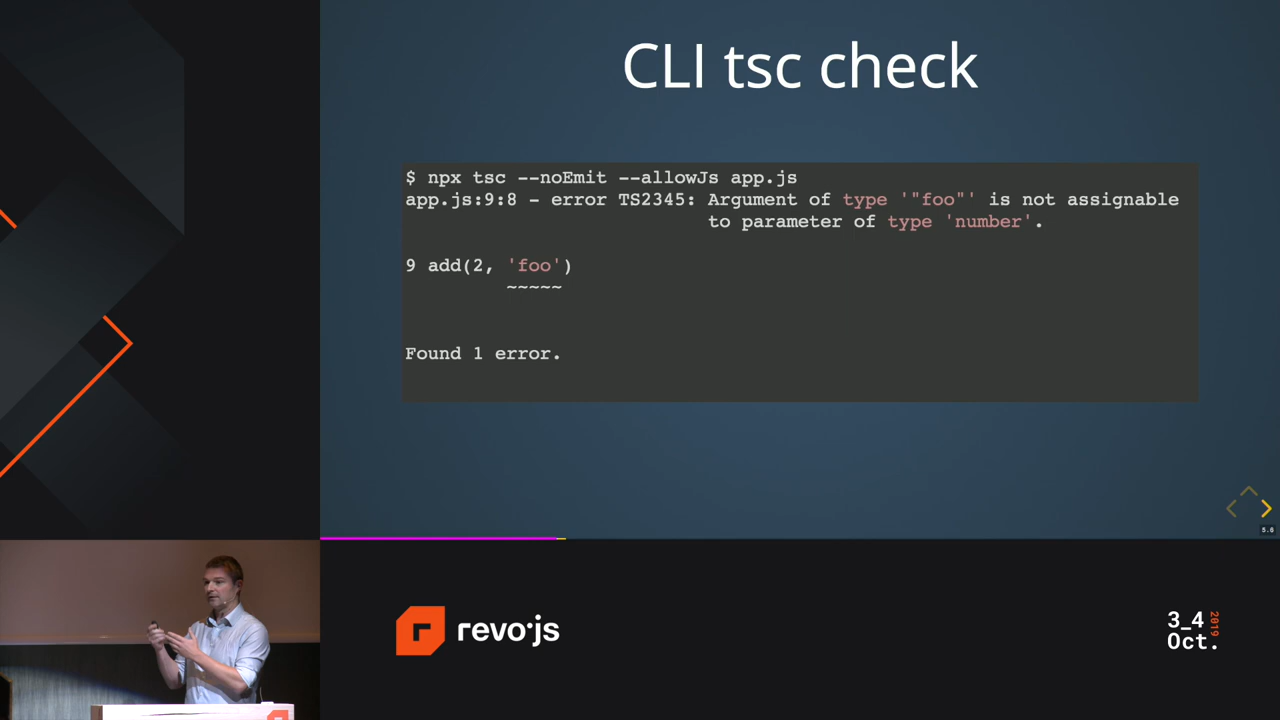 CLI tsc check
$ npx tsc --noEmit --allowJs app.js
app.js:9:8 - error TS2345: Argument of type '"foo"' is not assignable
to parameter of type 'number'.
9 add(2, 'foo')
~~~~~
Found 1 error.
5.6
r revo·js
3_4
Oct.
2019